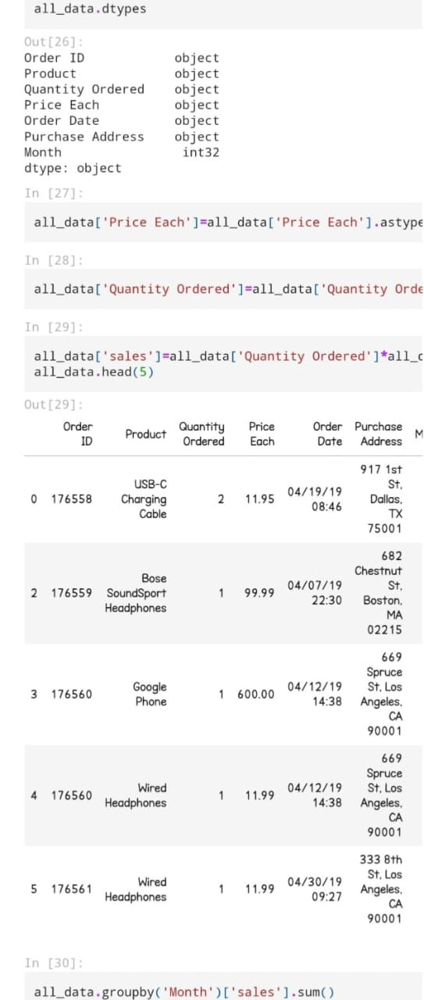 all_data.dtypes
Out[26]:
Order ID object
Product object
Quantity Ordered object
Price Each object
Order Date object
Purchase Address object
Month int32
dtype: object
In [27]:
all_data['Price Each']=all_data['Price Each'].astype
In [28]:
all_data['Quantity Ordered']=all_data['Quantity Orde
In [29]:
all_data['sales']=all_data['Quantity Ordered']*all_d
all_data.head(5)
Out[29]:
Order Quantity Price Order Purchase
ID Product Ordered Each Date Address M
0 176558 USB-C Charging Cable 2 11.95 04/19/19 08:46 917 1st St, Dallas, TX 75001
2 176559 Bose SoundSport Headphones 1 99.99 04/07/19 22:30 682 Chestnut St, Boston, MA 02215
3 176560 Google Phone 1 600.00 04/12/19 14:38 669 Spruce St, Los Angeles, CA 90001
4 176560 Wired Headphones 1 11.99 04/12/19 14:38 669 Spruce St, Los Angeles, CA 90001
5 176561 Wired Headphones 1 11.99 04/30/19 09:27 333 8th St, Los Angeles, CA 90001
In [30]:
all_data.groupby('Month')['sales'].sum()